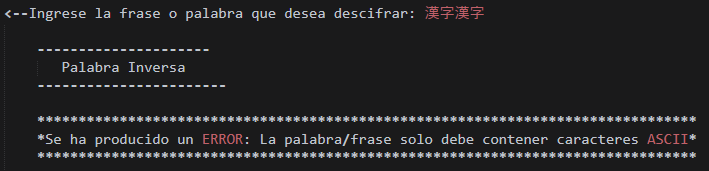 <--Ingrese la frase o palabra que desea descifrar: 漢字漢字
---------------------
Palabra Inversa
-----------------------
********************************************************************************
*Se ha producido un ERROR: La palabra/frase solo debe contener caracteres ASCII*
********************************************************************************